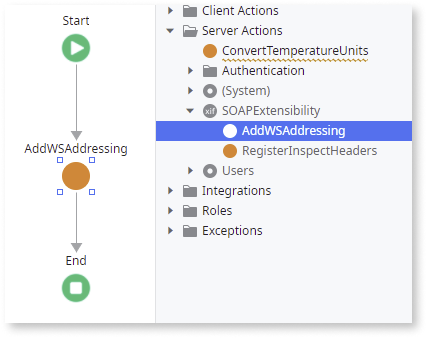 Start
AddWSAddressing
End
Client Actions
Server Actions
ConvertTemperatureUnits
Authentication
(System)
xif SOAPExtensibility
AddWSAddressing
RegisterInspectHeaders
Users
Integrations
Roles
Exceptions